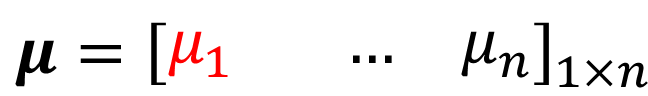 𝝁 = [μ₁ … μₙ]₁×ₙ